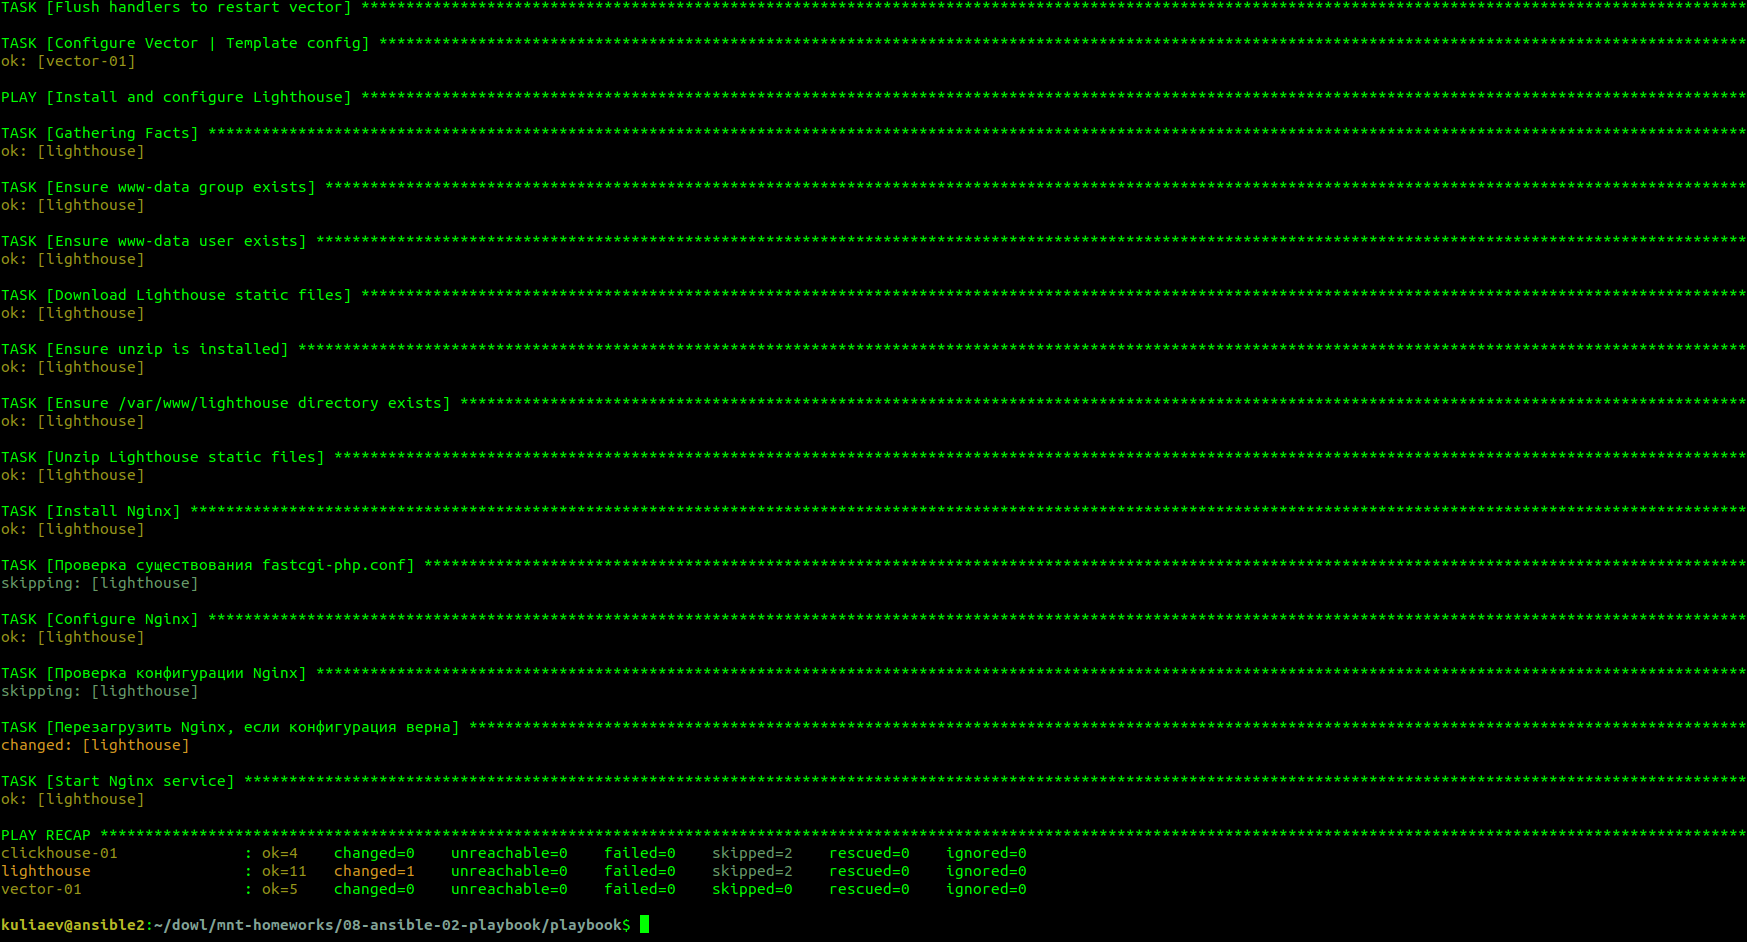 TASK [Flush handlers to restart vector] **********************************************************************************************************************************************************
TASK [Configure Vector | Template config] ********************************************************************************************************************************************************
ok: [vector-01]
PLAY [Install and configure Lighthouse] **********************************************************************************************************************************************************
TASK [Gathering Facts] ***************************************************************************************************************************************************************************
ok: [lighthouse]
TASK [Ensure www-data group exists] **************************************************************************************************************************************************************
ok: [lighthouse]
TASK [Ensure www-data user exists] ***************************************************************************************************************************************************************
ok: [lighthouse]
TASK [Download Lighthouse static files] **********************************************************************************************************************************************************
ok: [lighthouse]
TASK [Ensure unzip is installed] *****************************************************************************************************************************************************************
ok: [lighthouse]
TASK [Ensure /var/www/lighthouse directory exists] ***********************************************************************************************************************************************
ok: [lighthouse]
TASK [Unzip Lighthouse static files] *************************************************************************************************************************************************************
ok: [lighthouse]
TASK [Install Nginx] *****************************************************************************************************************************************************************************
ok: [lighthouse]
TASK [Проверка существования fastcgi-php.conf] ***************************************************************************************************************************************************
skipping: [lighthouse]
TASK [Configure Nginx] ***************************************************************************************************************************************************************************
ok: [lighthouse]
TASK [Проверка конфигурации Nginx] ***************************************************************************************************************************************************************
skipping: [lighthouse]
TASK [Перезагрузить Nginx, если конфигурация верна] **********************************************************************************************************************************************
changed: [lighthouse]
TASK [Start Nginx service] ***********************************************************************************************************************************************************************
ok: [lighthouse]
PLAY RECAP ***************************************************************************************************************************************************************************************
clickhouse-01              : ok=4    changed=0    unreachable=0    failed=0    skipped=2    rescued=0    ignored=0
lighthouse                 : ok=11   changed=1    unreachable=0    failed=0    skipped=2    rescued=0    ignored=0
vector-01                  : ok=5    changed=0    unreachable=0    failed=0    skipped=0    rescued=0    ignored=0
kuliaev@ansible2:~/dowl/mnt-homeworks/08-ansible-02-playbook/playbook$